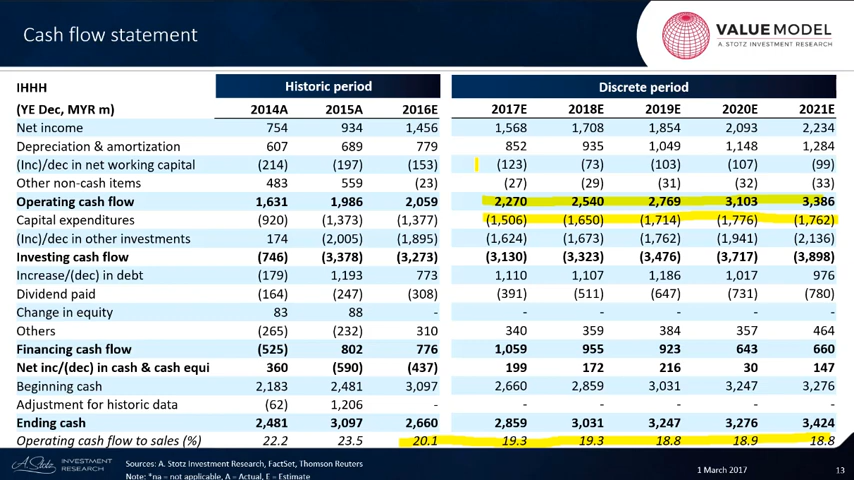 Cash flow statement
VALUE MODEL
A. STOTZ INVESTMENT RESEARCH
IHHH Historic period Discrete period
(YE Dec, MYR m) 2014A 2015A 2016E 2017E 2018E 2019E 2020E 2021E
Net income 754 934 1,456 1,568 1,708 1,854 2,093 2,234
Depreciation & amortization 607 689 779 852 935 1,049 1,148 1,284
(Inc)/dec in net working capital (214) (197) (153) (123) (73) (103) (107) (99)
Other non-cash items 483 559 (23) (27) (29) (31) (32) (33)
Operating cash flow 1,631 1,986 2,059 2,270 2,540 2,769 3,103 3,386
Capital expenditures (920) (1,373) (1,377) (1,506) (1,650) (1,714) (1,776) (1,762)
(Inc)/dec in other investments 174 (2,005) (1,895) (1,624) (1,673) (1,762) (1,941) (2,136)
Investing cash flow (746) (3,378) (3,273) (3,130) (3,323) (3,476) (3,717) (3,898)
Increase/(dec) in debt (179) 1,193 773 1,110 1,107 1,186 1,017 976
Dividend paid (164) (247) (308) (391) (511) (647) (731) (780)
Change in equity 83 88 - - - - - -
Others (265) (232) 310 340 359 384 357 464
Financing cash flow (525) 802 776 1,059 955 923 643 660
Net inc/(dec) in cash & cash equi 360 (590) (437) 199 172 216 30 147
Beginning cash 2,183 2,481 3,097 2,660 2,859 3,031 3,247 3,276
Adjustment for historic data (62) 1,206 - - - - - -
Ending cash 2,481 3,097 2,660 2,859 3,031 3,247 3,276 3,424
Operating cash flow to sales (%) 22.2 23.5 20.1 19.3 19.3 18.8 18.9 18.8
A. Stotz INVESTMENT RESEARCH
Sources: A. Stotz Investment Research, FactSet, Thomson Reuters
Note: *na = not applicable, A = Actual, E = Estimate
1 March 2017 13